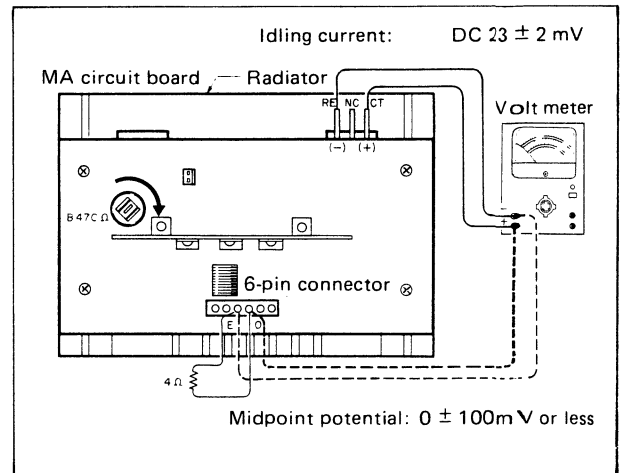 Idling current: DC 23 ± 2 mV
MA circuit board
Radiator
RE NC CT
(−) (+)
Volt meter
−
+
B47CΩ
6-pin connector
E O
4Ω
Midpoint potential: 0 ± 100mV or less